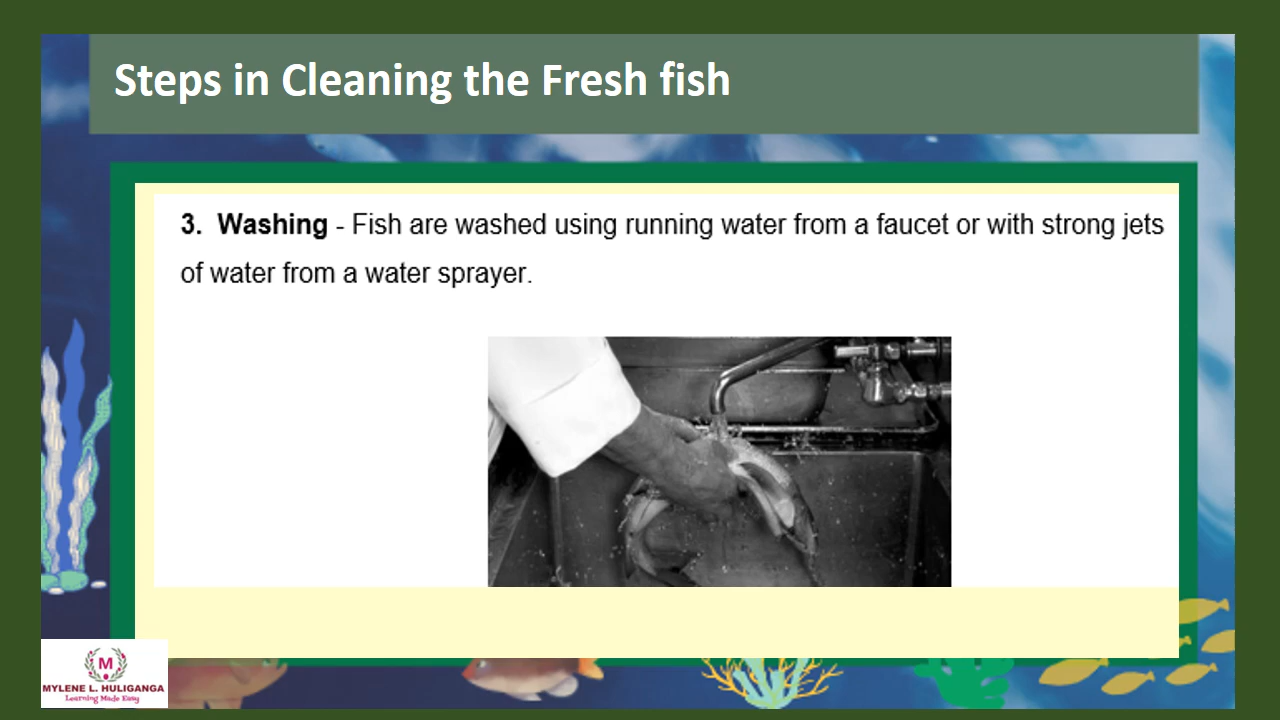 Steps in Cleaning the Fresh fish
3. Washing - Fish are washed using running water from a faucet or with strong jets
of water from a water sprayer.
M
MYLENE L. HULIGANGA
Learning Made Easy